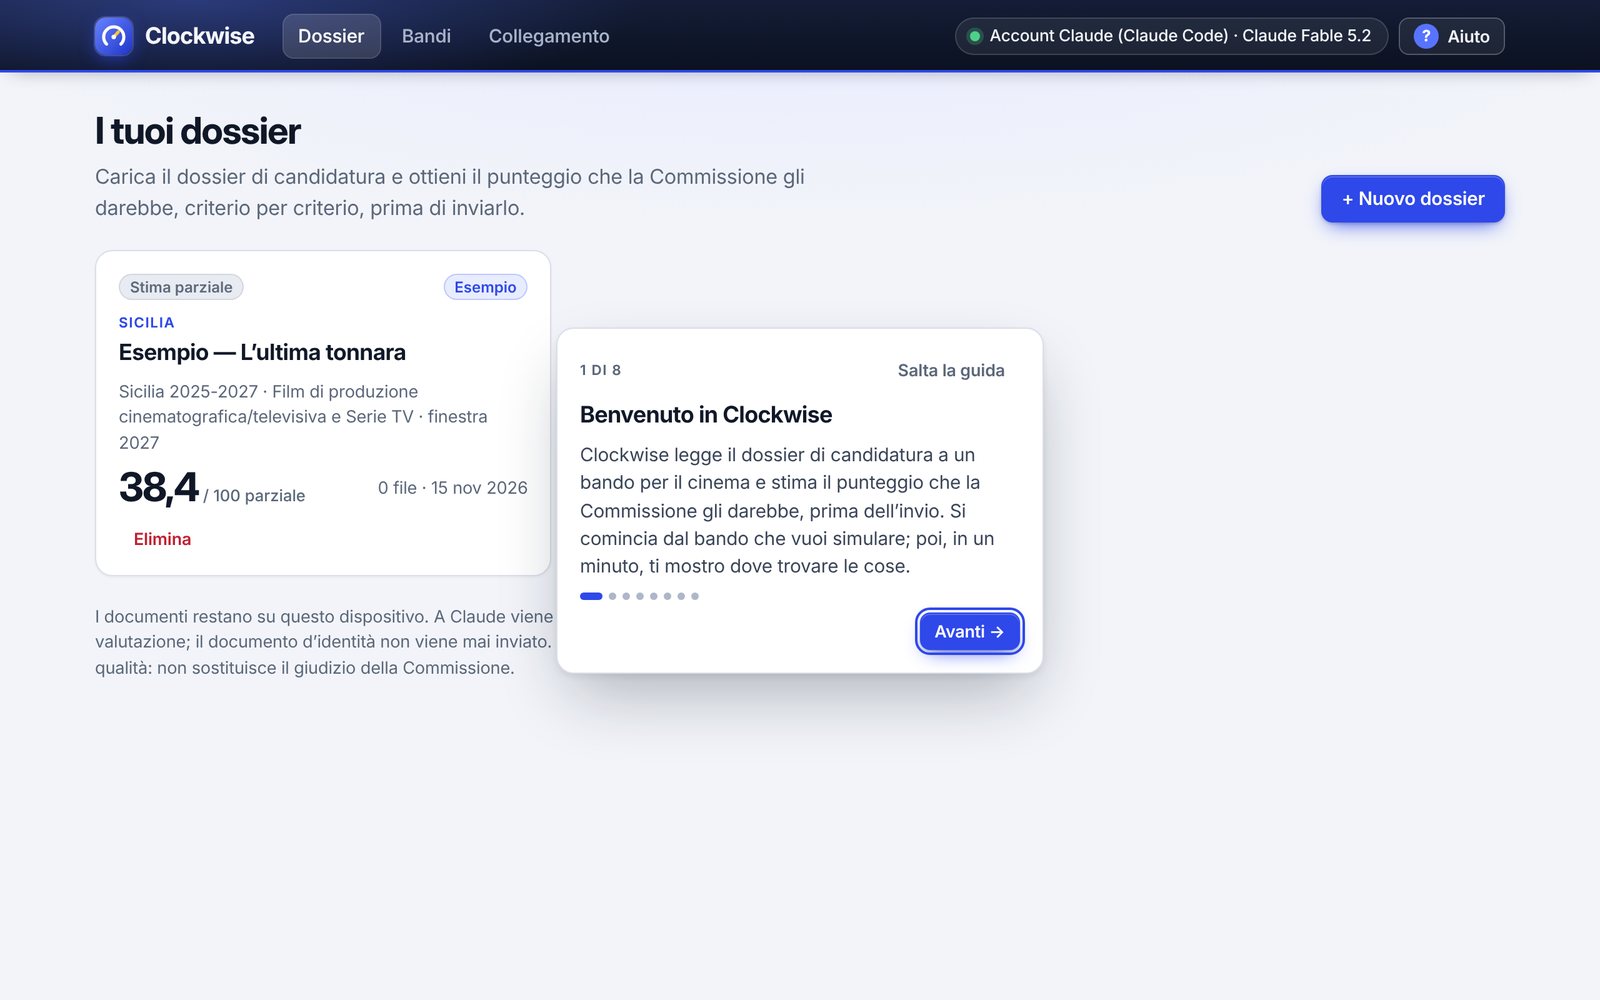 Clockwise
Dossier
Bandi
Collegamento
Account Claude (Claude Code) · Claude Fable 5.2
? Aiuto
I tuoi dossier
Carica il dossier di candidatura e ottieni il punteggio che la Commissione gli
darebbe, criterio per criterio, prima di inviarlo.
+ Nuovo dossier
Stima parziale
Esempio
SICILIA
Esempio — L’ultima tonnara
Sicilia 2025-2027 · Film di produzione
cinematografica/televisiva e Serie TV · finestra
2027
38,4 / 100 parziale
0 file · 15 nov 2026
Elimina
1 DI 8
Salta la guida
Benvenuto in Clockwise
Clockwise legge il dossier di candidatura a un
bando per il cinema e stima il punteggio che la
Commissione gli darebbe, prima dell’invio. Si
comincia dal bando che vuoi simulare; poi, in un
minuto, ti mostro dove trovare le cose.
Avanti →
I documenti restano su questo dispositivo. A Claude viene
valutazione; il documento d’identità non viene mai inviato.
qualità: non sostituisce il giudizio della Commissione.